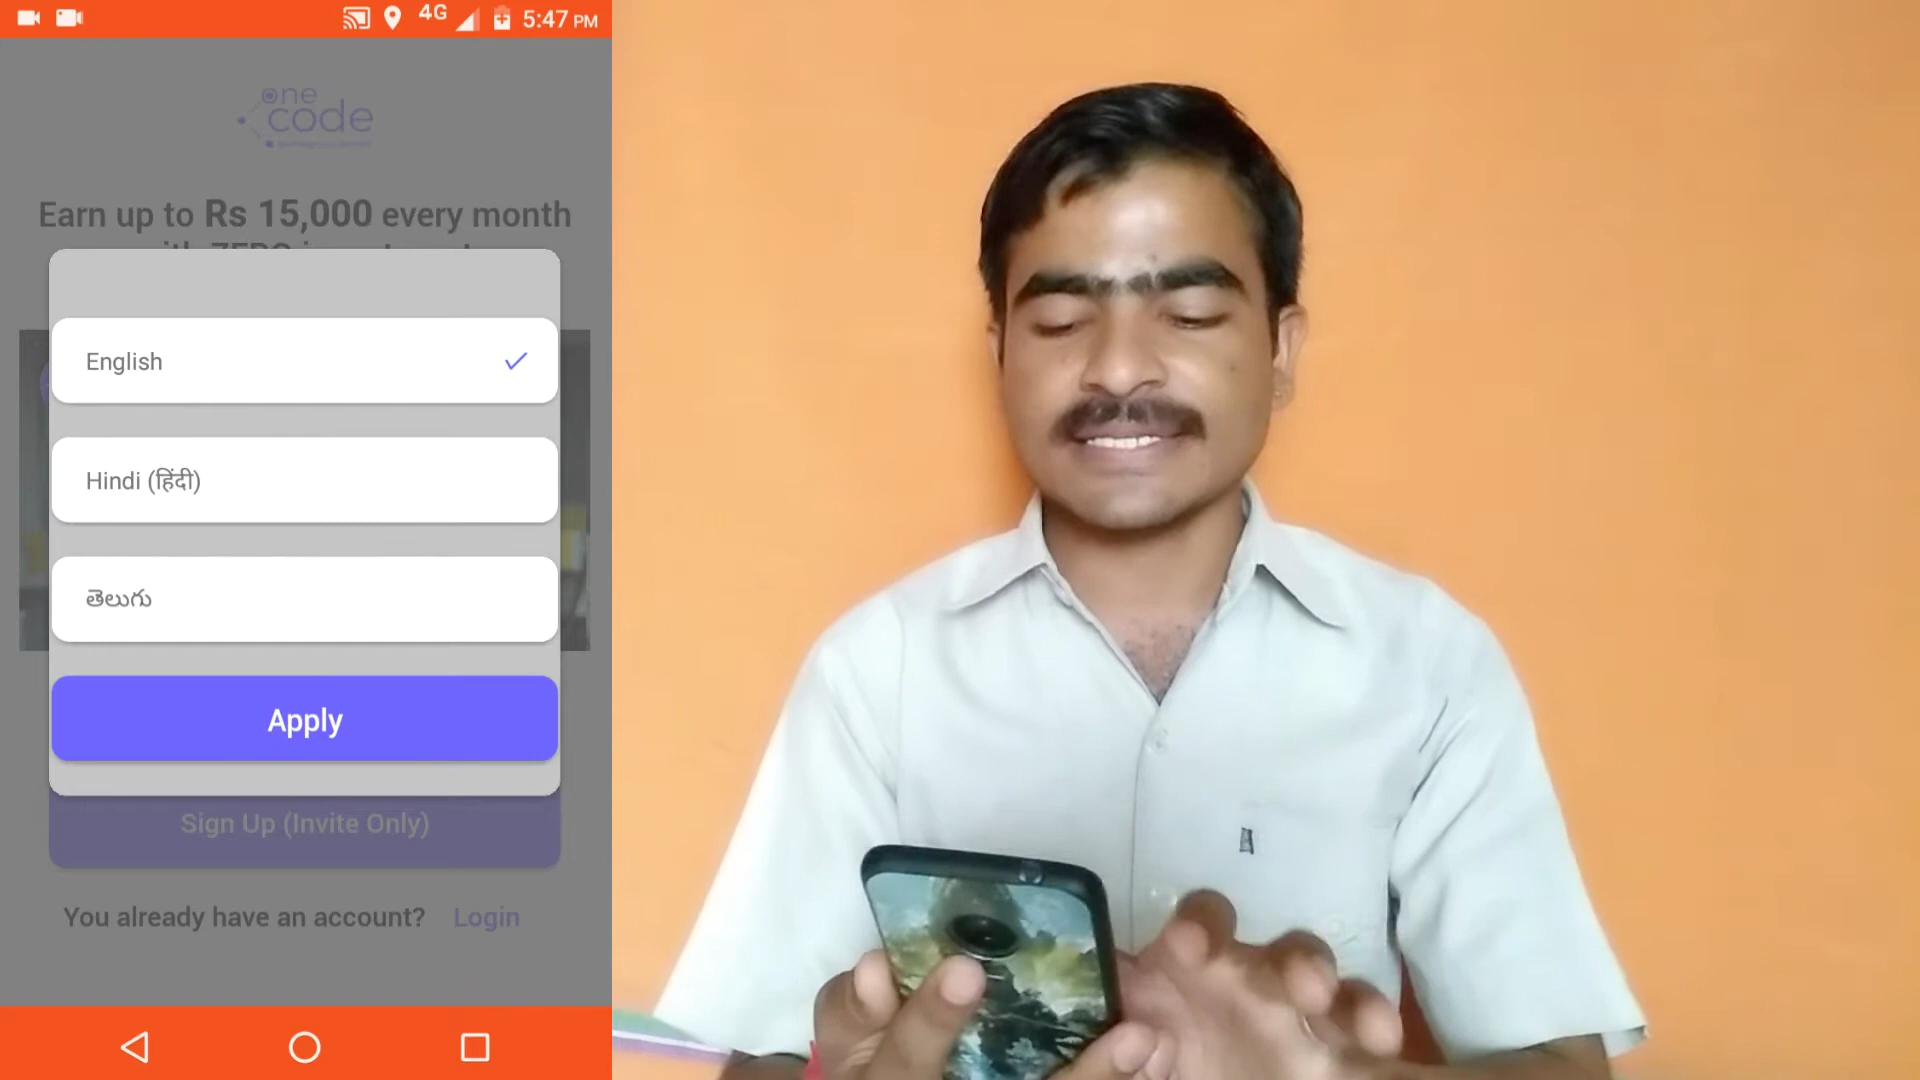 4G 5:47 PM
One
code
Earn up to Rs 15,000 every month
English
Hindi (हिंदी)
తెలుగు
Apply
Sign Up (Invite Only)
You already have an account? Login